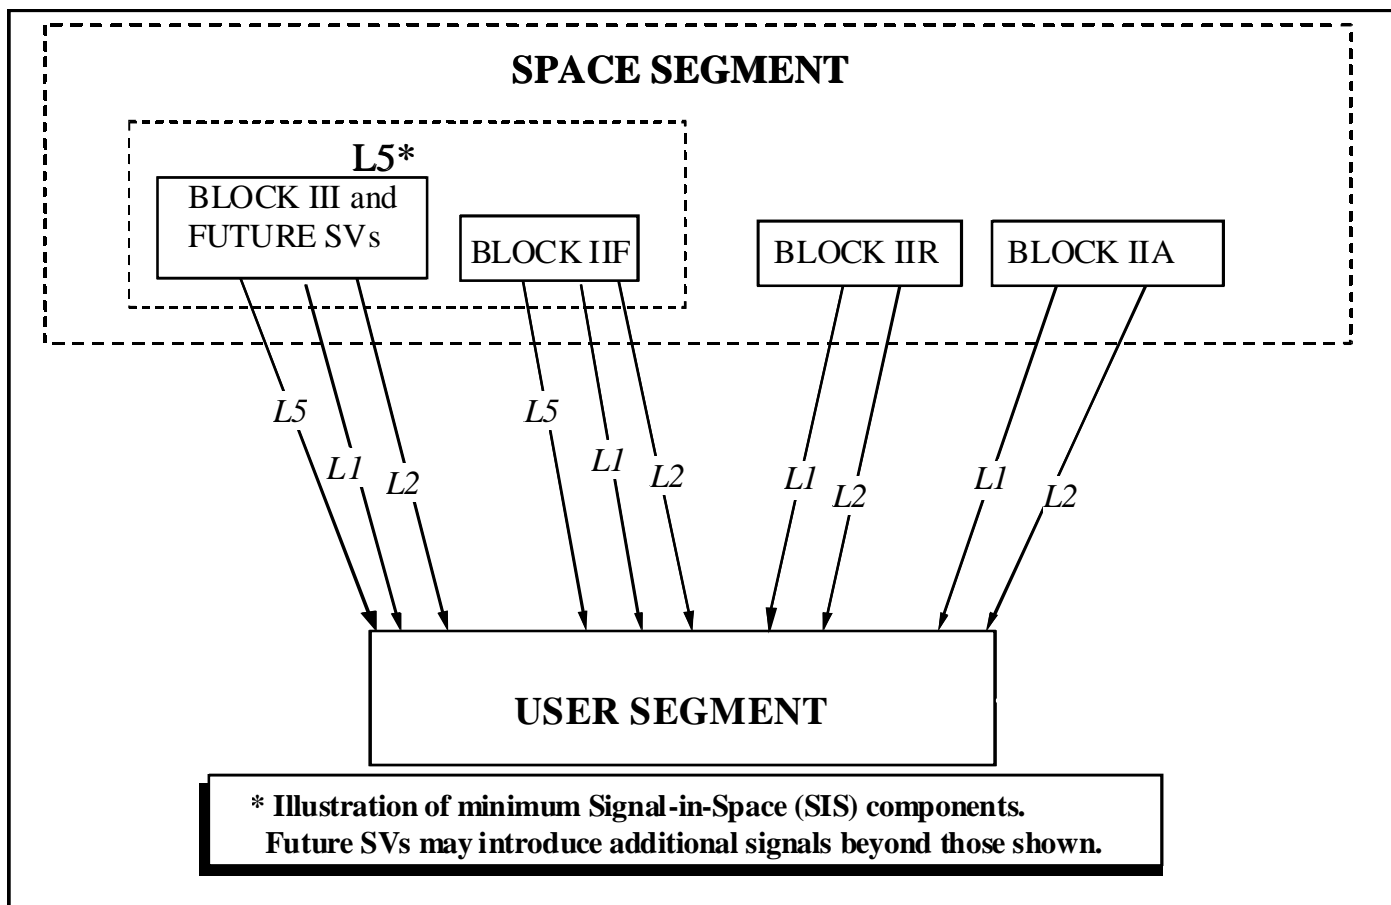 SPACE SEGMENT
L5*
BLOCK III and
FUTURE SVs
BLOCK IIF
BLOCK IIR
BLOCK IIA
L5
L1
L2
L5
L1
L2
L1
L2
L1
L2
USER SEGMENT
* Illustration of minimum Signal-in-Space (SIS) components.
Future SVs may introduce additional signals beyond those shown.